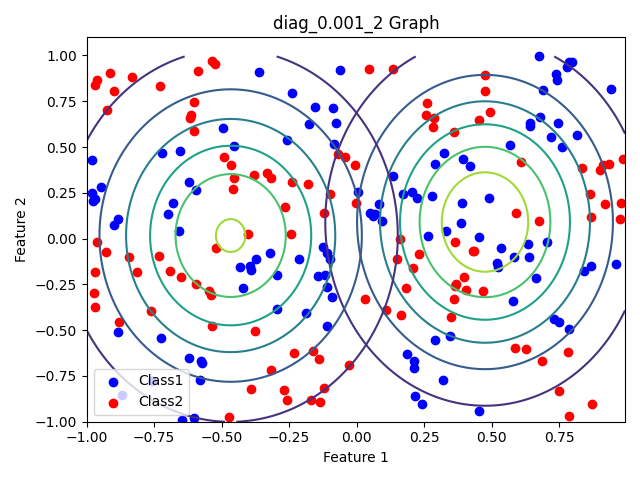 diag_0.001_2 Graph
1.00
0.75
0.50
0.25
0.00
−0.25
−0.50
−0.75
−1.00
Feature 2
Class1
Class2
−1.00 −0.75 −0.50 −0.25 0.00 0.25 0.50 0.75
Feature 1